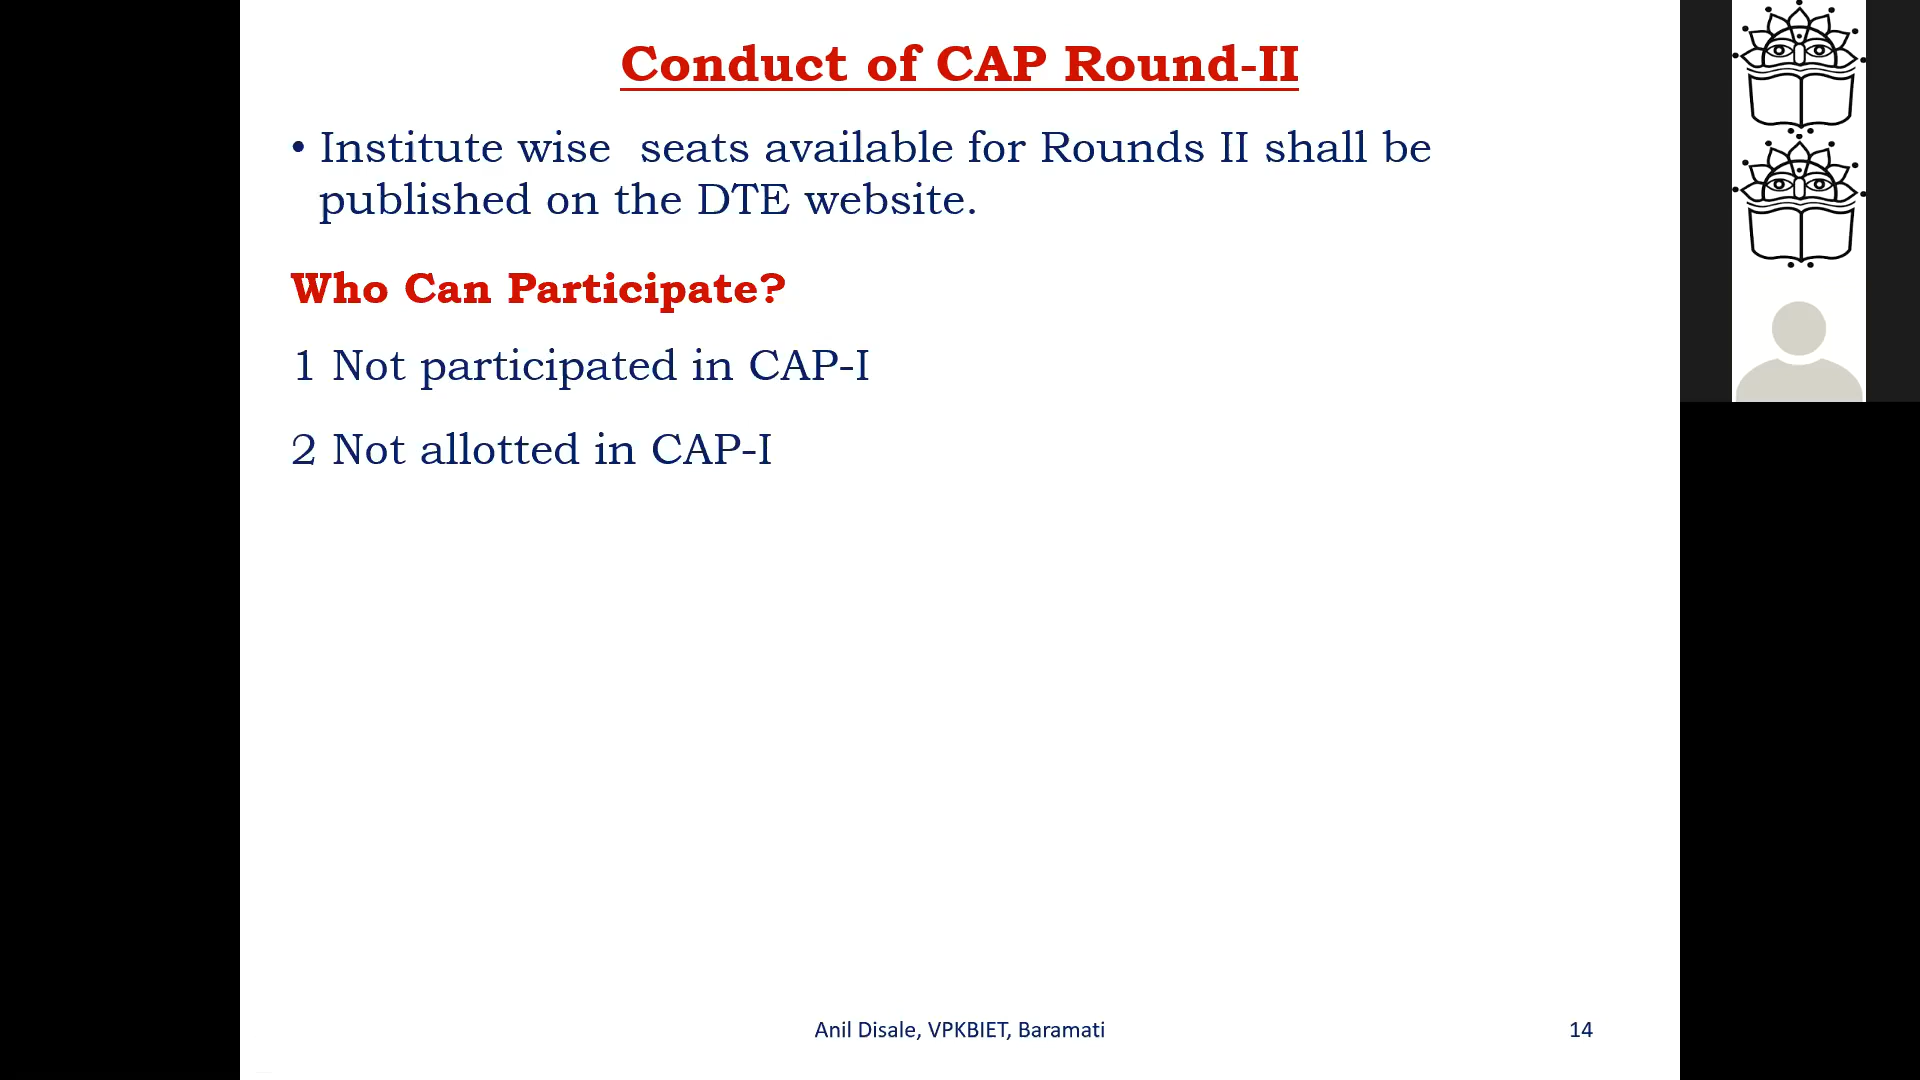 Conduct of CAP Round-II
• Institute wise  seats available for Rounds II shall be
published on the DTE website.
Who Can Participate?
1 Not participated in CAP-I
2 Not allotted in CAP-I
Anil Disale, VPKBIET, Baramati
14